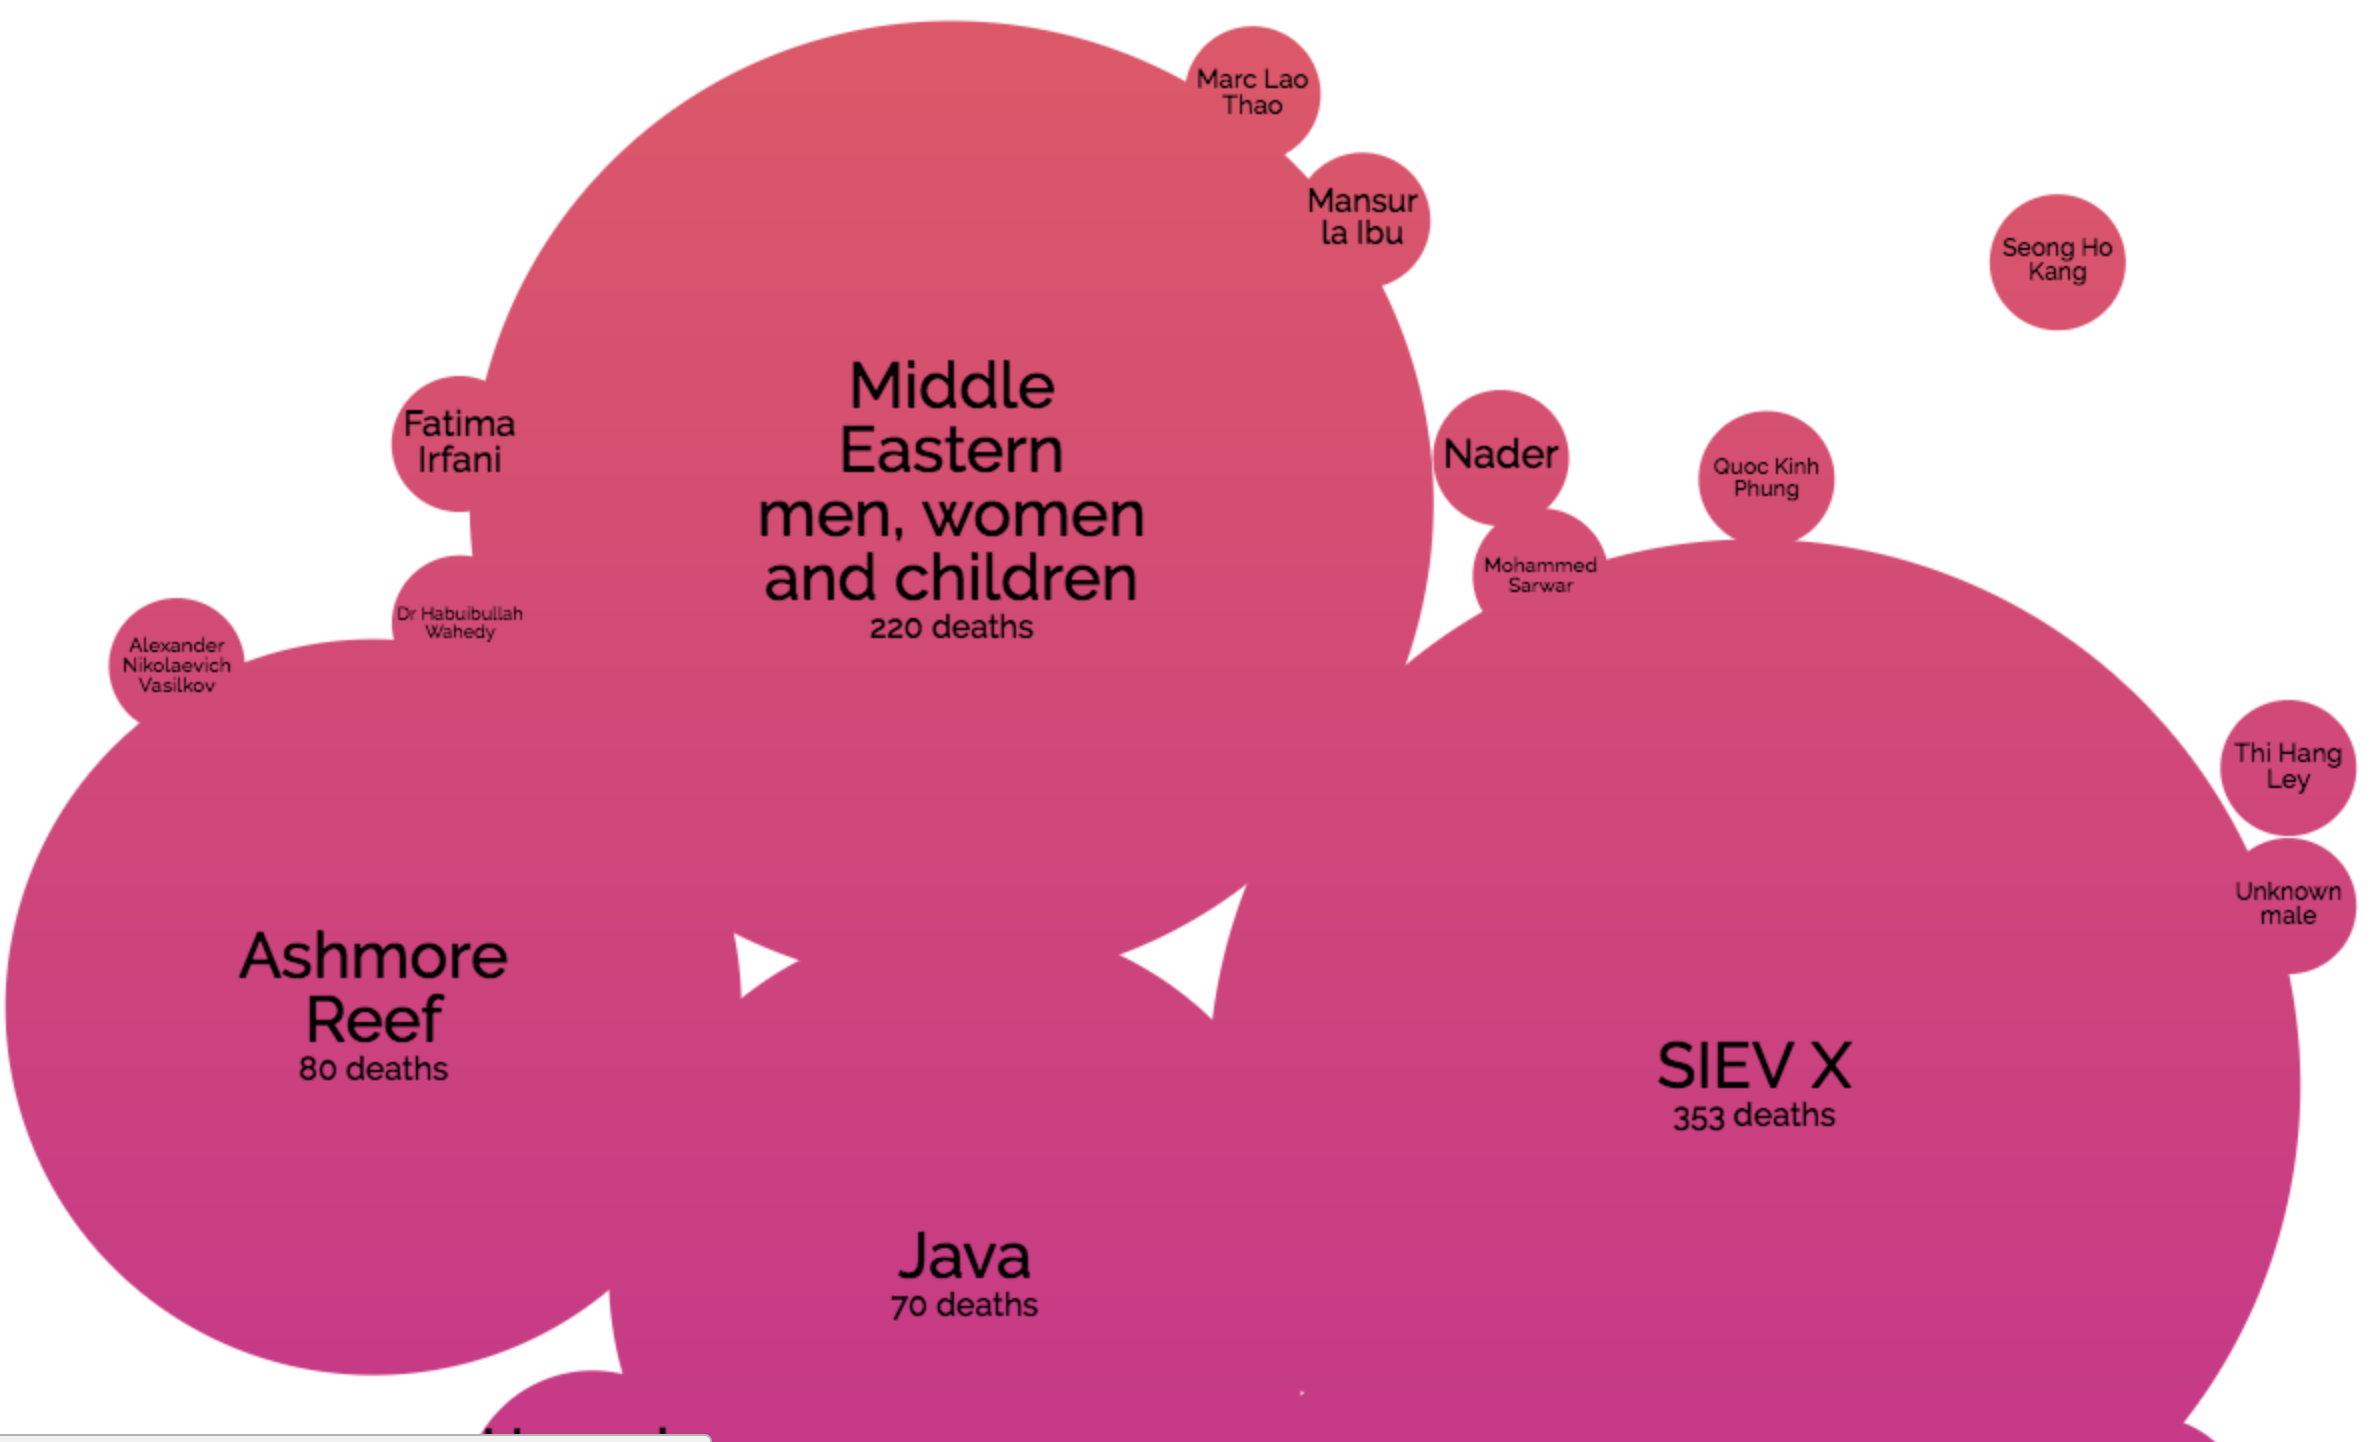 Marc Lao
Thao
Mansur
la Ibu
Seong Ho
Kang
Middle
Eastern
men, women
and children
220 deaths
Fatima
Irfani
Nader
Quoc Kinh
Phung
Mohammed
Sarwar
Dr Habuibullah
Wahedy
Alexander
Nikolaevich
Vasilkov
Thi Hang
Ley
Unknown
male
Ashmore
Reef
80 deaths
SIEV X
353 deaths
Java
70 deaths